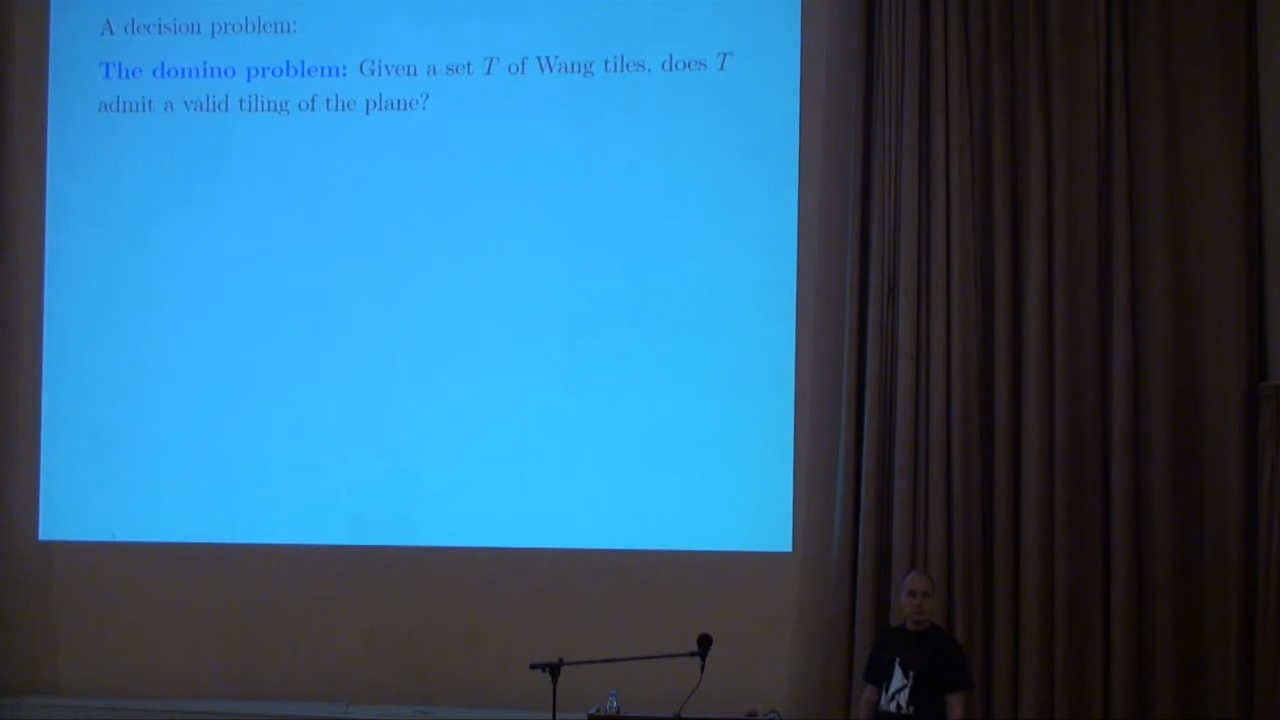 A decision problem:
The domino problem: Given a set T of Wang tiles, does T
admit a valid tiling of the plane?